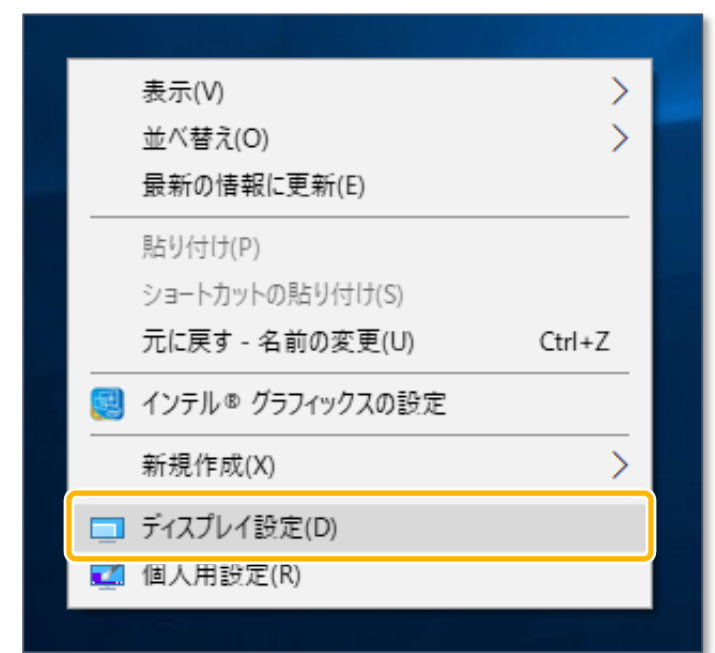 表示(V)
並べ替え(O)
最新の情報に更新(E)
貼り付け(P)
ショートカットの貼り付け(S)
元に戻す - 名前の変更(U) Ctrl+Z
インテル® グラフィックスの設定
新規作成(X)
ディスプレイ設定(D)
個人用設定(R)